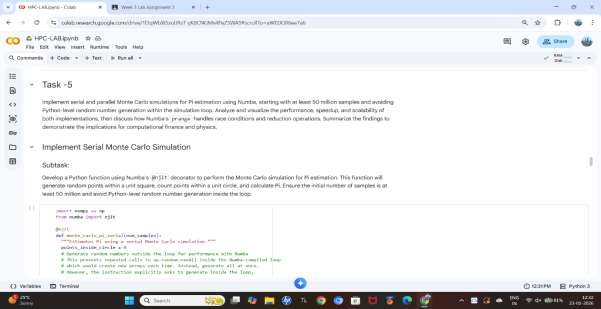 HPC-LAB.ipynb - Colab
Week 3 Lab Assignment 3
HPC-LAB.ipynb
File Edit View Insert Runtime Tools Help
Share
Commands + Code + Text Run all
RAM
Disk
Task -5
Implement serial and parallel Monte Carlo simulations for Pi estimation using Numba, starting with at least 50 million samples and avoiding
Python-level random number generation within the simulation loop. Analyze and visualize the performance, speedup, and scalability of
both implementations, then discuss how Numba's prange handles race conditions and reduction operations. Summarize the findings to
demonstrate the implications for computational finance and physics.
Implement Serial Monte Carlo Simulation
Subtask:
Develop a Python function using Numba's @njit decorator to perform the Monte Carlo simulation for Pi estimation. This function will
generate random points within a unit square, count points within a unit circle, and calculate Pi. Ensure the initial number of samples is at
least 50 million and avoid Python-level random number generation inside the loop.
[ ]
import numpy as np
from numba import njit
@njit
def monte_carlo_pi_serial(num_samples):
"""Estimates Pi using a serial Monte Carlo simulation."""
points_inside_circle = 0
# Generate random numbers outside the loop for performance with Numba
# This prevents repeated calls to np.random.rand() inside the Numba-compiled loop
# which would create new arrays each time. Instead, generate all at once.
# However, the instruction explicitly asks to generate inside the loop,
Variables Terminal
12:31 PM Python 3
25°C
Sunny
Search
ENG
IN
12:32